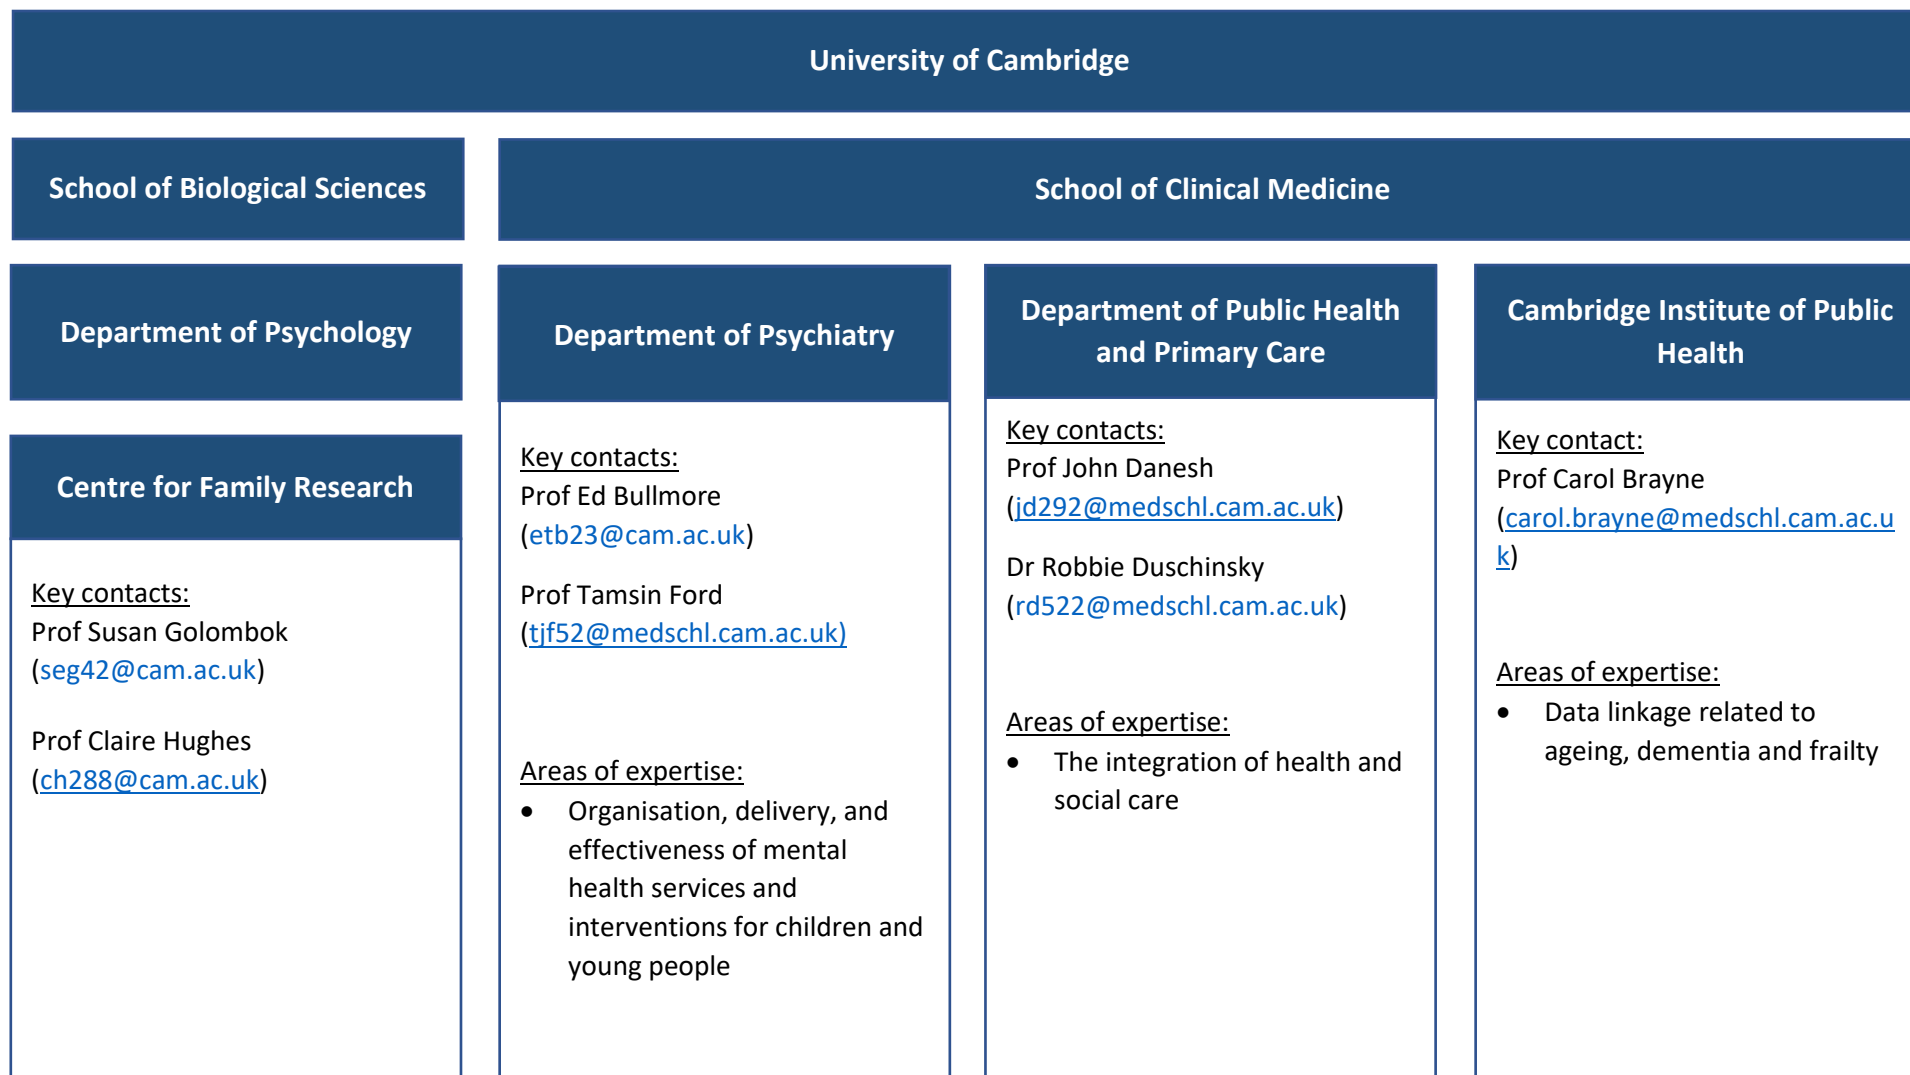 University of Cambridge
School of Biological Sciences
School of Clinical Medicine
Department of Psychology
Centre for Family Research
Key contacts:
Prof Susan Golombok
(seg42@cam.ac.uk)
Prof Claire Hughes
(ch288@cam.ac.uk)
Department of Psychiatry
Key contacts:
Prof Ed Bullmore
(etb23@cam.ac.uk)
Prof Tamsin Ford
(tjf52@medschl.cam.ac.uk)
Areas of expertise:
• Organisation, delivery, and
effectiveness of mental
health services and
interventions for children and
young people
Department of Public Health
and Primary Care
Key contacts:
Prof John Danesh
(jd292@medschl.cam.ac.uk)
Dr Robbie Duschinsky
(rd522@medschl.cam.ac.uk)
Areas of expertise:
• The integration of health and
social care
Cambridge Institute of Public
Health
Key contact:
Prof Carol Brayne
(carol.brayne@medschl.cam.ac.u
k)
Areas of expertise:
• Data linkage related to
ageing, dementia and frailty